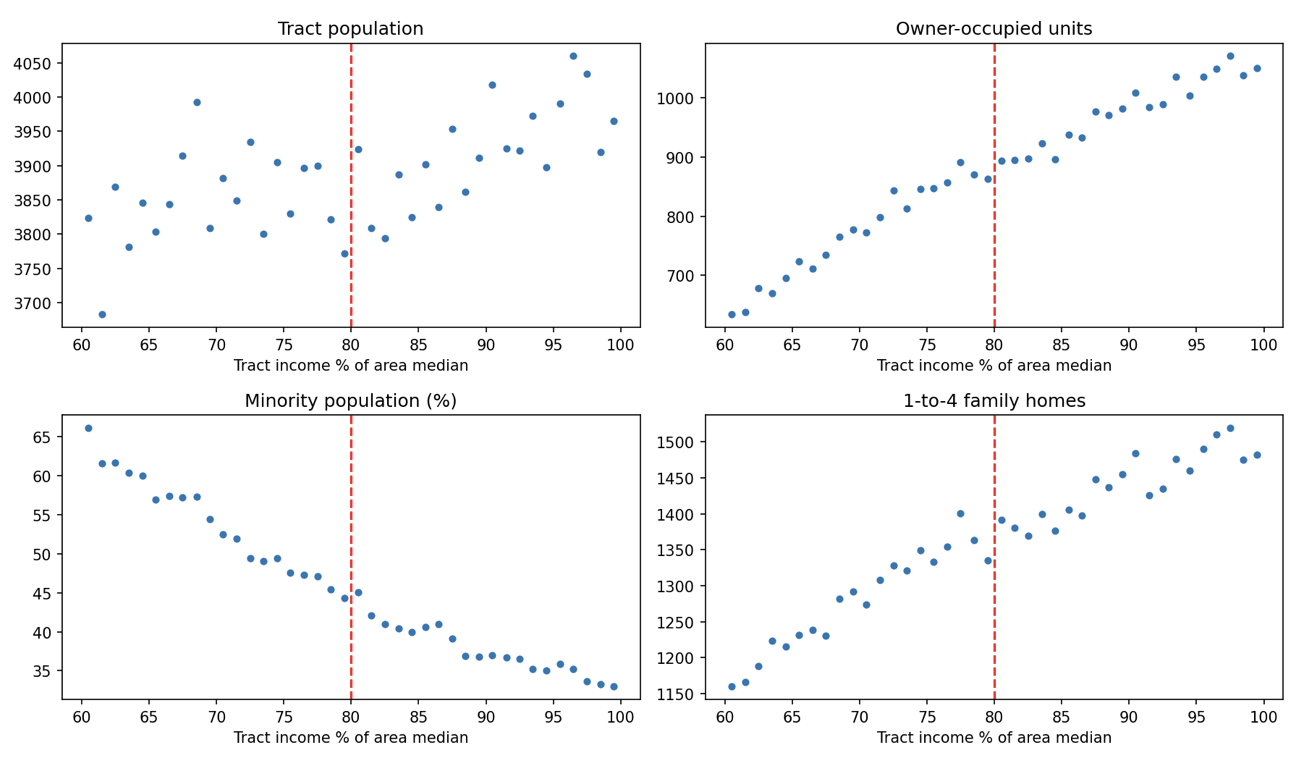 Tract population
4050
4000
3950
3900
3850
3800
3750
3700
60 65 70 75 80 85 90 95 100
Tract income % of area median
Owner-occupied units
1000
900
800
700
60 65 70 75 80 85 90 95 100
Tract income % of area median
Minority population (%)
65
60
55
50
45
40
35
60 65 70 75 80 85 90 95 100
Tract income % of area median
1-to-4 family homes
1500
1450
1400
1350
1300
1250
1200
1150
60 65 70 75 80 85 90 95 100
Tract income % of area median